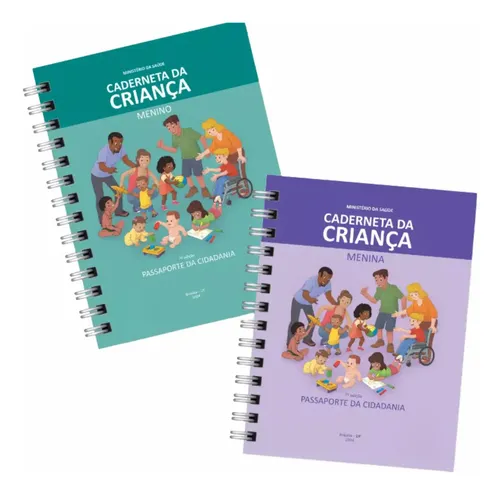 MINISTÉRIO DA SAÚDE
CADERNETA DA
CRIANÇA
MENINO
PASSAPORTE DA CIDADANIA
MINISTÉRIO DA SAÚDE
CADERNETA DA
CRIANÇA
MENINA
PASSAPORTE DA CIDADANIA